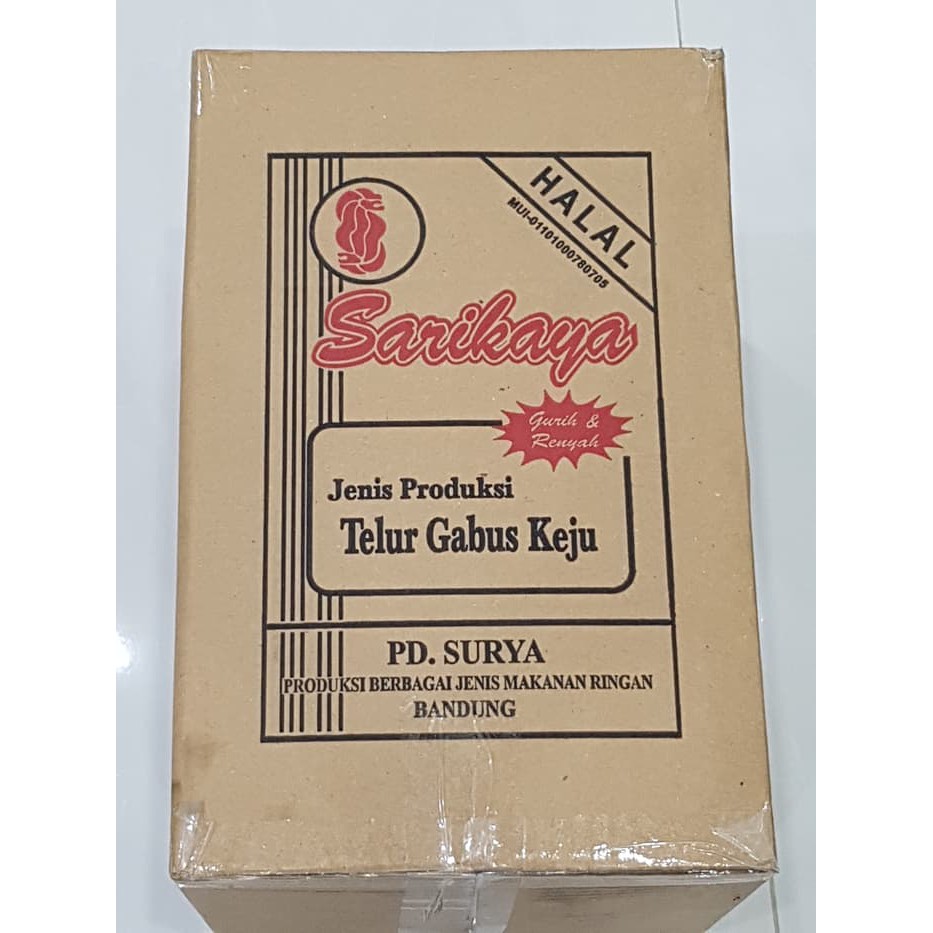 HALAL
MUI-01101000780705
Sarikaya
Gurih &
Renyah
Jenis Produksi
Telur Gabus Keju
PD. SURYA
PRODUKSI BERBAGAI JENIS MAKANAN RINGAN
BANDUNG